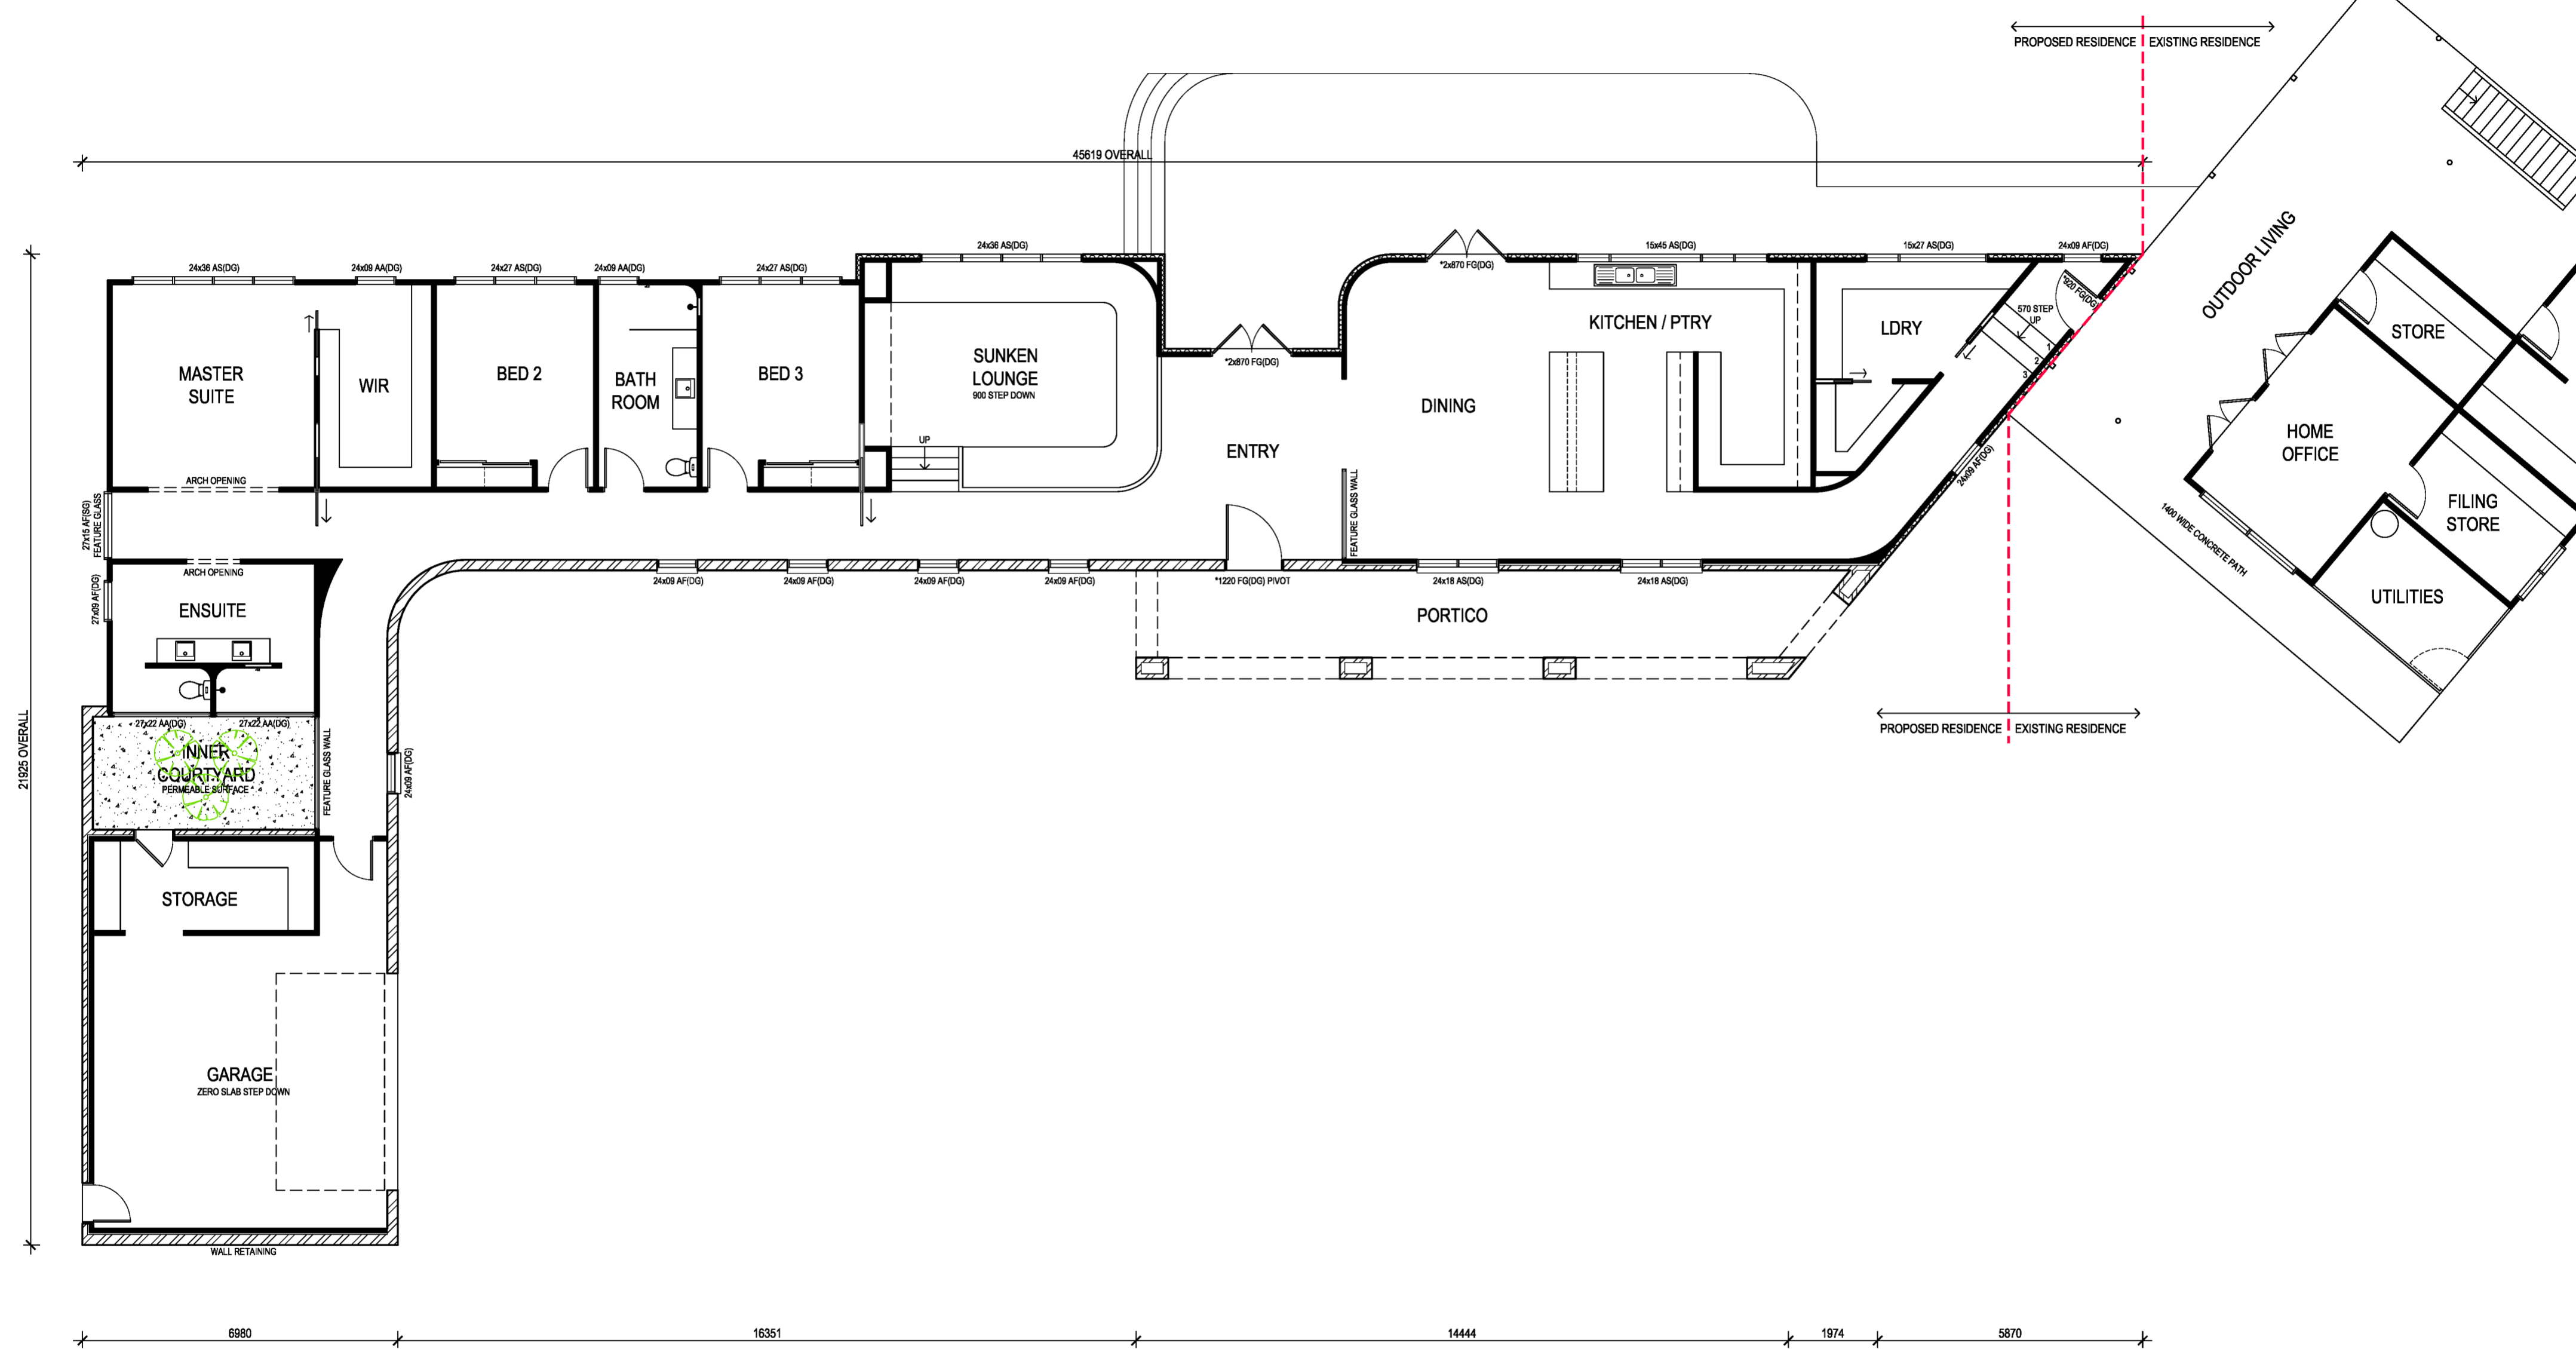 PROPOSED RESIDENCE
EXISTING RESIDENCE
45619 OVERALL
24x36 AS(DG)
24x09 AA(DG)
24x27 AS(DG)
24x09 AA(DG)
24x27 AS(DG)
24x36 AS(DG)
*2x870 FG(DG)
15x45 AS(DG)
15x27 AS(DG)
24x09 AF(DG)
*920 FG(DG)
570 STEP
UP
1
2
3
OUTDOOR LIVING
MASTER
SUITE
WIR
BED 2
BATH
ROOM
BED 3
SUNKEN
LOUNGE
900 STEP DOWN
UP
*2x870 FG(DG)
ENTRY
DINING
KITCHEN / PTRY
LDRY
STORE
HOME
OFFICE
FILING
STORE
UTILITIES
1400 WIDE CONCRETE PATH
ARCH OPENING
27x15 AF(SG)
FEATURE GLASS
ARCH OPENING
27x09 AF(DG)
ENSUITE
FEATURE GLASS WALL
24x09 AF(DG)
24x09 AF(DG)
24x09 AF(DG)
24x09 AF(DG)
24x09 AF(DG)
*1220 FG(DG) PIVOT
24x18 AS(DG)
24x18 AS(DG)
PORTICO
PROPOSED RESIDENCE
EXISTING RESIDENCE
27x22 AA(DG)
27x22 AA(DG)
INNER
COURTYARD
PERMEABLE SURFACE
FEATURE GLASS WALL
24x09 AF(DG)
21925 OVERALL
STORAGE
GARAGE
ZERO SLAB STEP DOWN
WALL RETAINING
6980
16351
14444
1974
5870